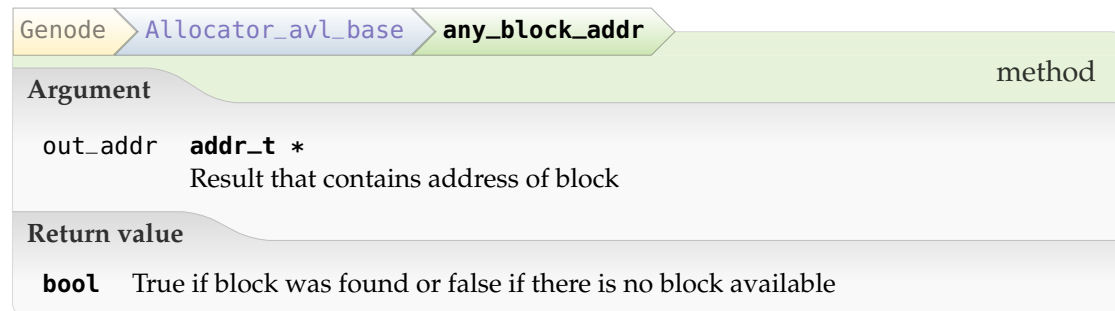 Genode Allocator_avl_base any_block_addr
method
Argument
out_addr addr_t *
Result that contains address of block
Return value
bool True if block was found or false if there is no block available